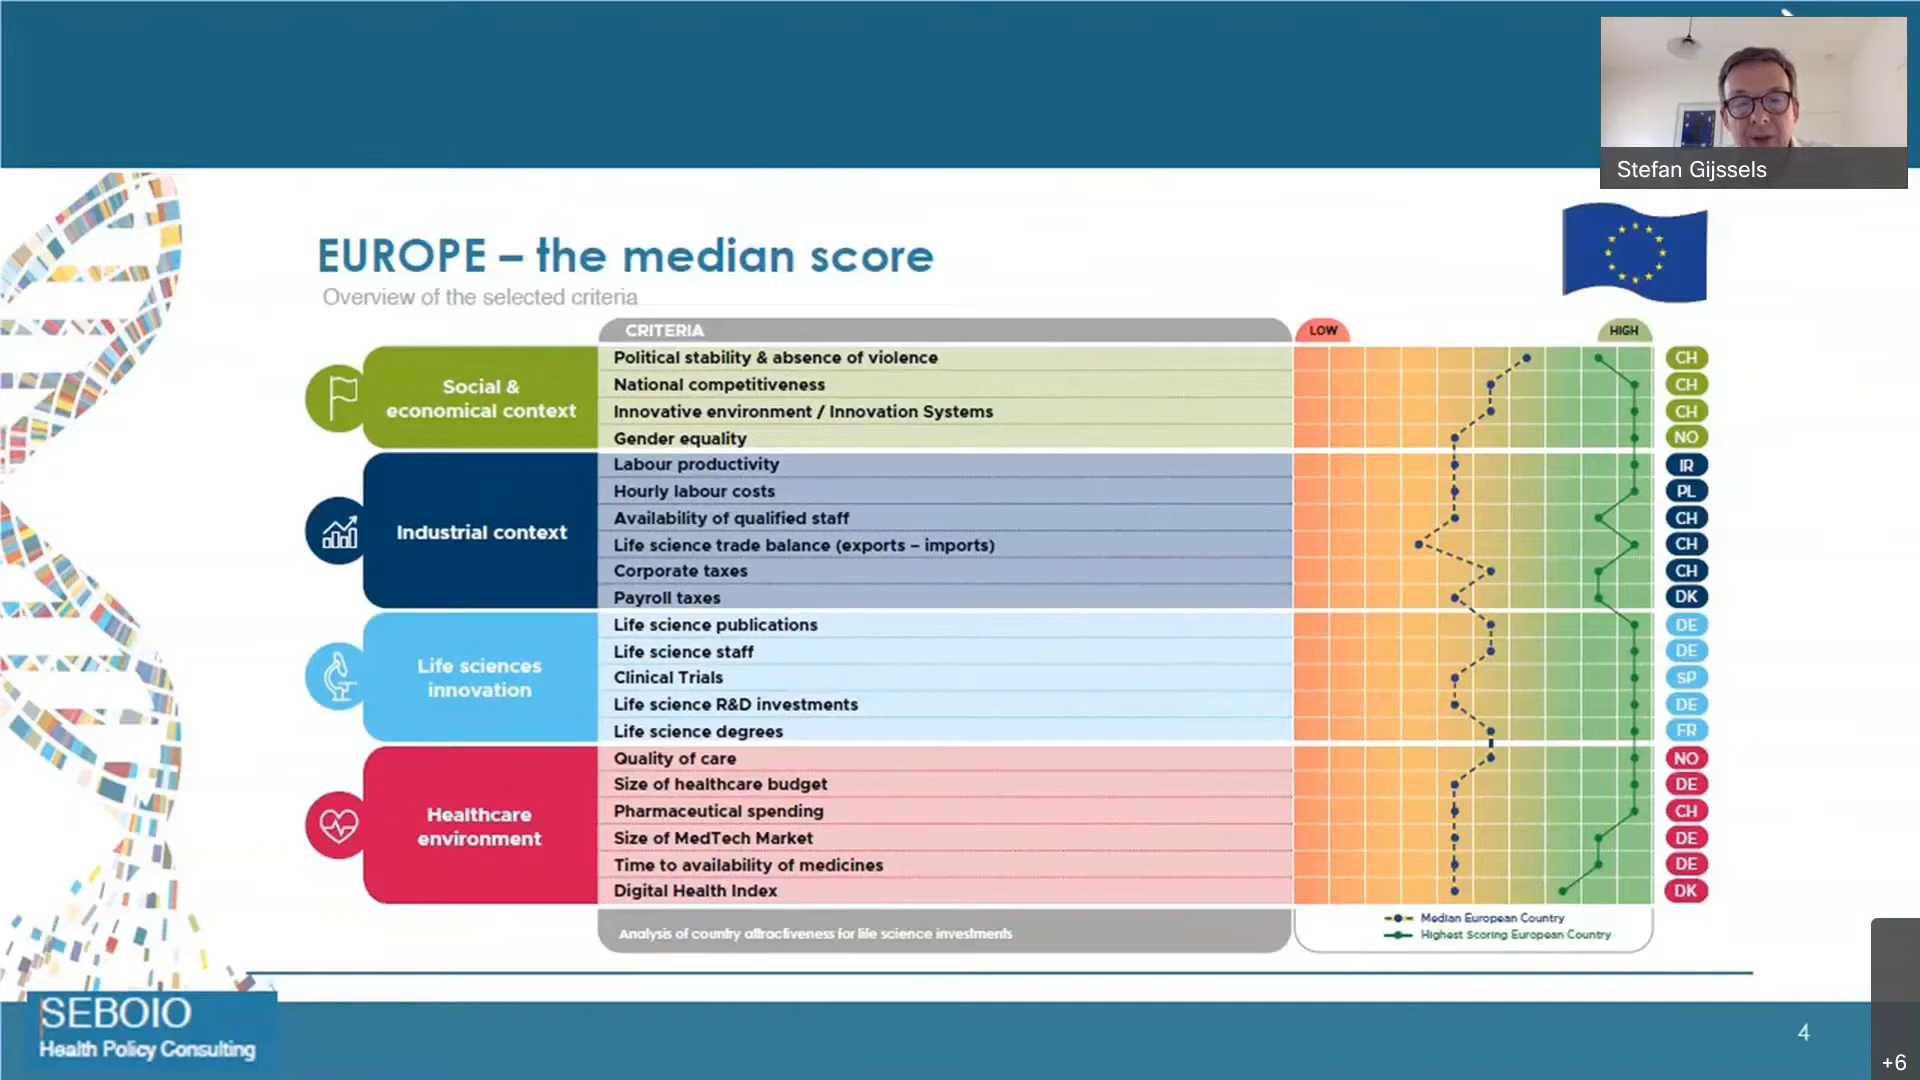 Stefan Gijssels
EUROPE – the median score
Overview of the selected criteria
CRITERIA
LOW
HIGH
Social &
economical context
Political stability & absence of violence
CH
National competitiveness
CH
Innovative environment / Innovation Systems
CH
Gender equality
NO
Industrial context
Labour productivity
IR
Hourly labour costs
PL
Availability of qualified staff
CH
Life science trade balance (exports – imports)
CH
Corporate taxes
CH
Payroll taxes
DK
Life sciences
innovation
Life science publications
DE
Life science staff
DE
Clinical Trials
SP
Life science R&D investments
DE
Life science degrees
FR
Healthcare
environment
Quality of care
NO
Size of healthcare budget
DE
Pharmaceutical spending
CH
Size of MedTech Market
DE
Time to availability of medicines
DE
Digital Health Index
DK
Analysis of country attractiveness for life science investments
Median European Country
Highest Scoring European Country
SEBOIO
Health Policy Consulting
4
+6